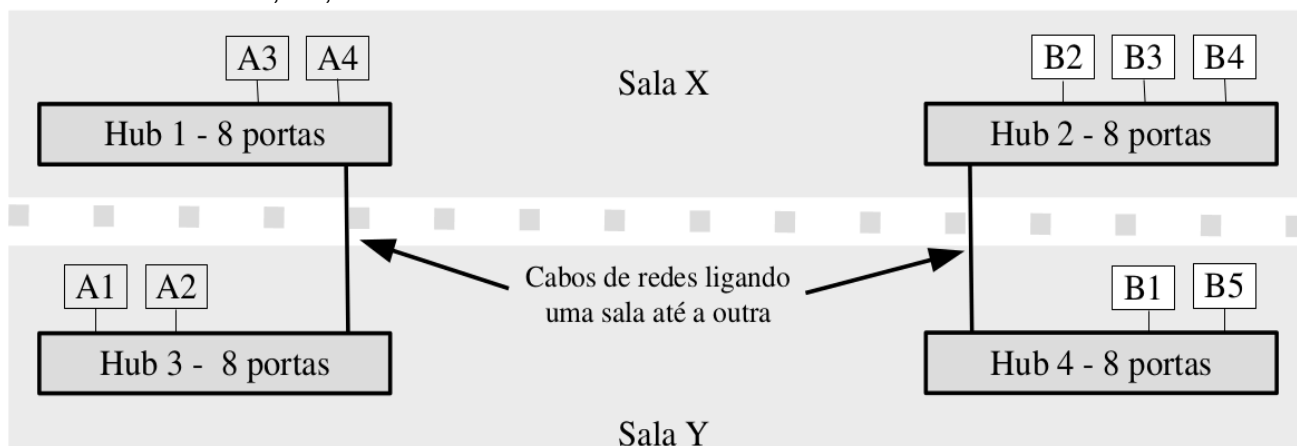 A3 A4
B2 B3 B4
Sala X
Hub 1 - 8 portas
Hub 2 - 8 portas
Cabos de redes ligando
uma sala até a outra
A1 A2
B1 B5
Hub 3 - 8 portas
Hub 4 - 8 portas
Sala Y